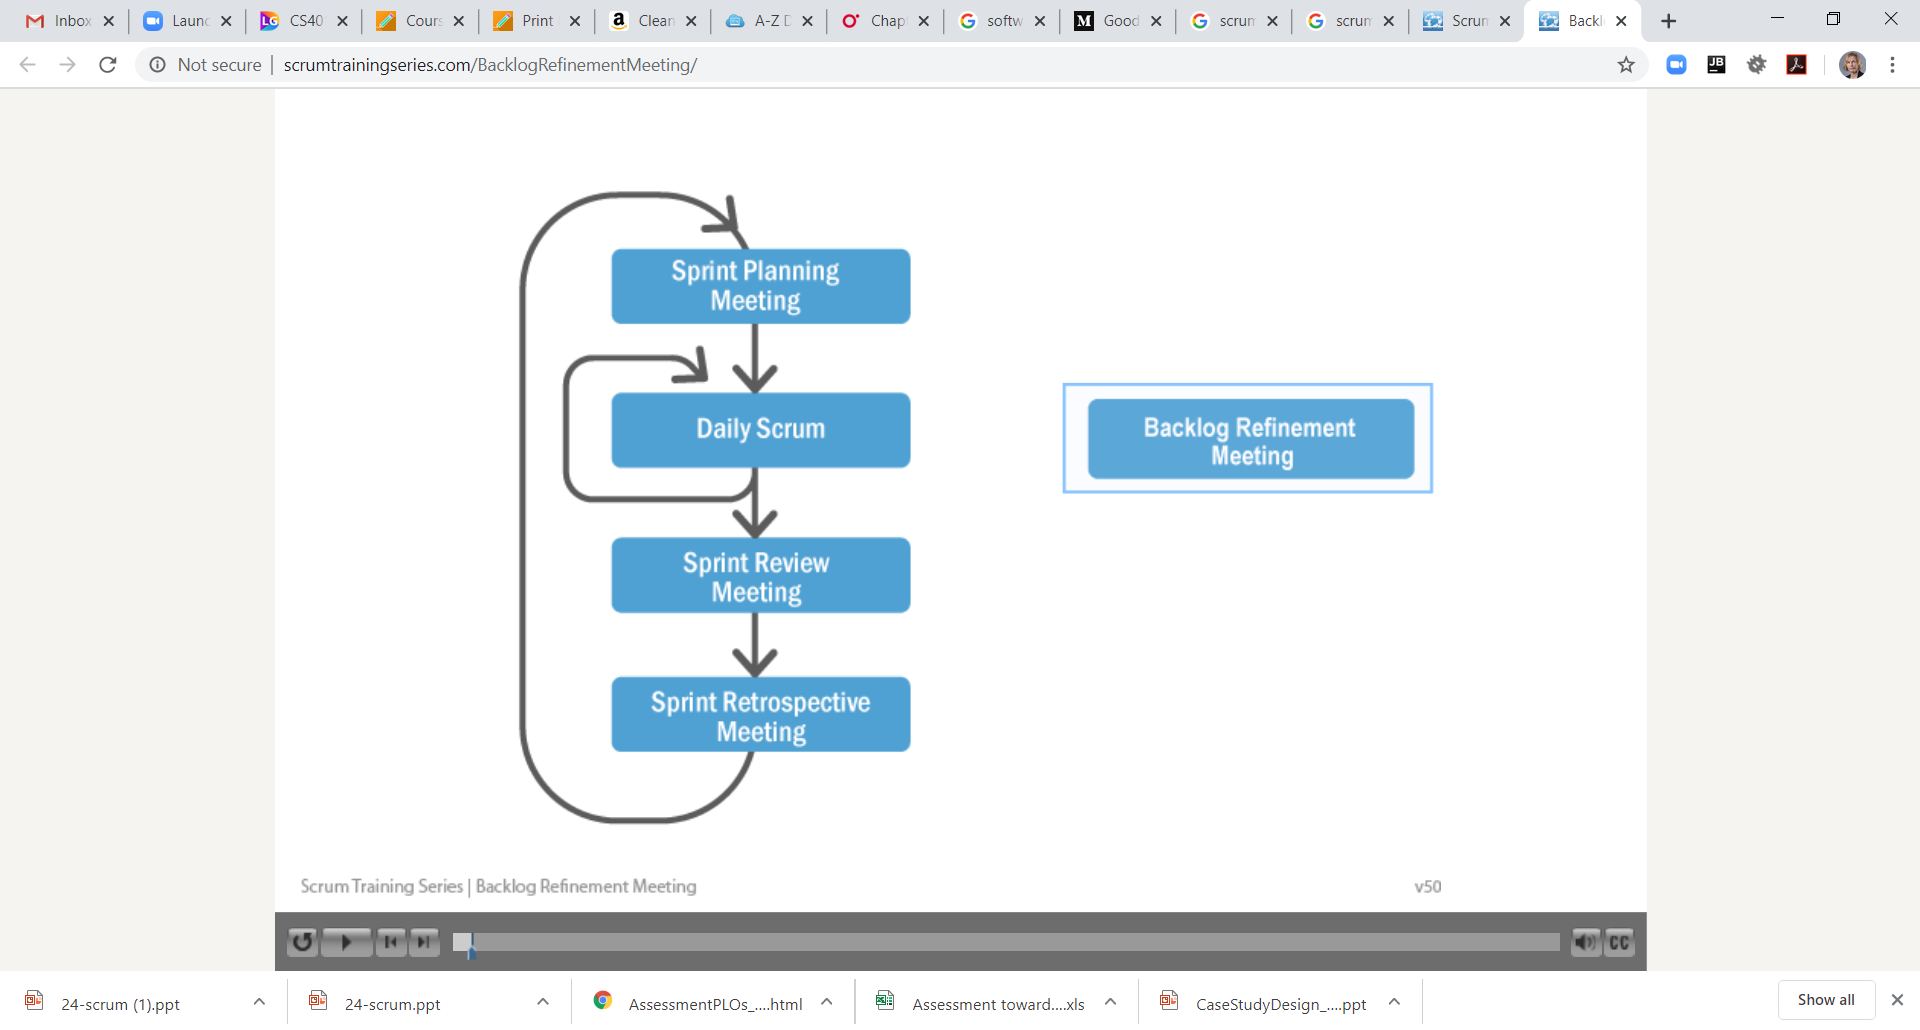 Inbox
Launc
CS40
Cours
Print
Clean
A-Z D
Chap
softw
Good
scrum
scrum
Scrum
Backl
Not secure
scrumtrainingseries.com/BacklogRefinementMeeting/
JB
Sprint Planning
Meeting
Daily Scrum
Backlog Refinement
Meeting
Sprint Review
Meeting
Sprint Retrospective
Meeting
Scrum Training Series | Backlog Refinement Meeting
v50
CC
24-scrum (1).ppt
24-scrum.ppt
AssessmentPLOs_....html
Assessment toward....xls
CaseStudyDesign_....ppt
Show all